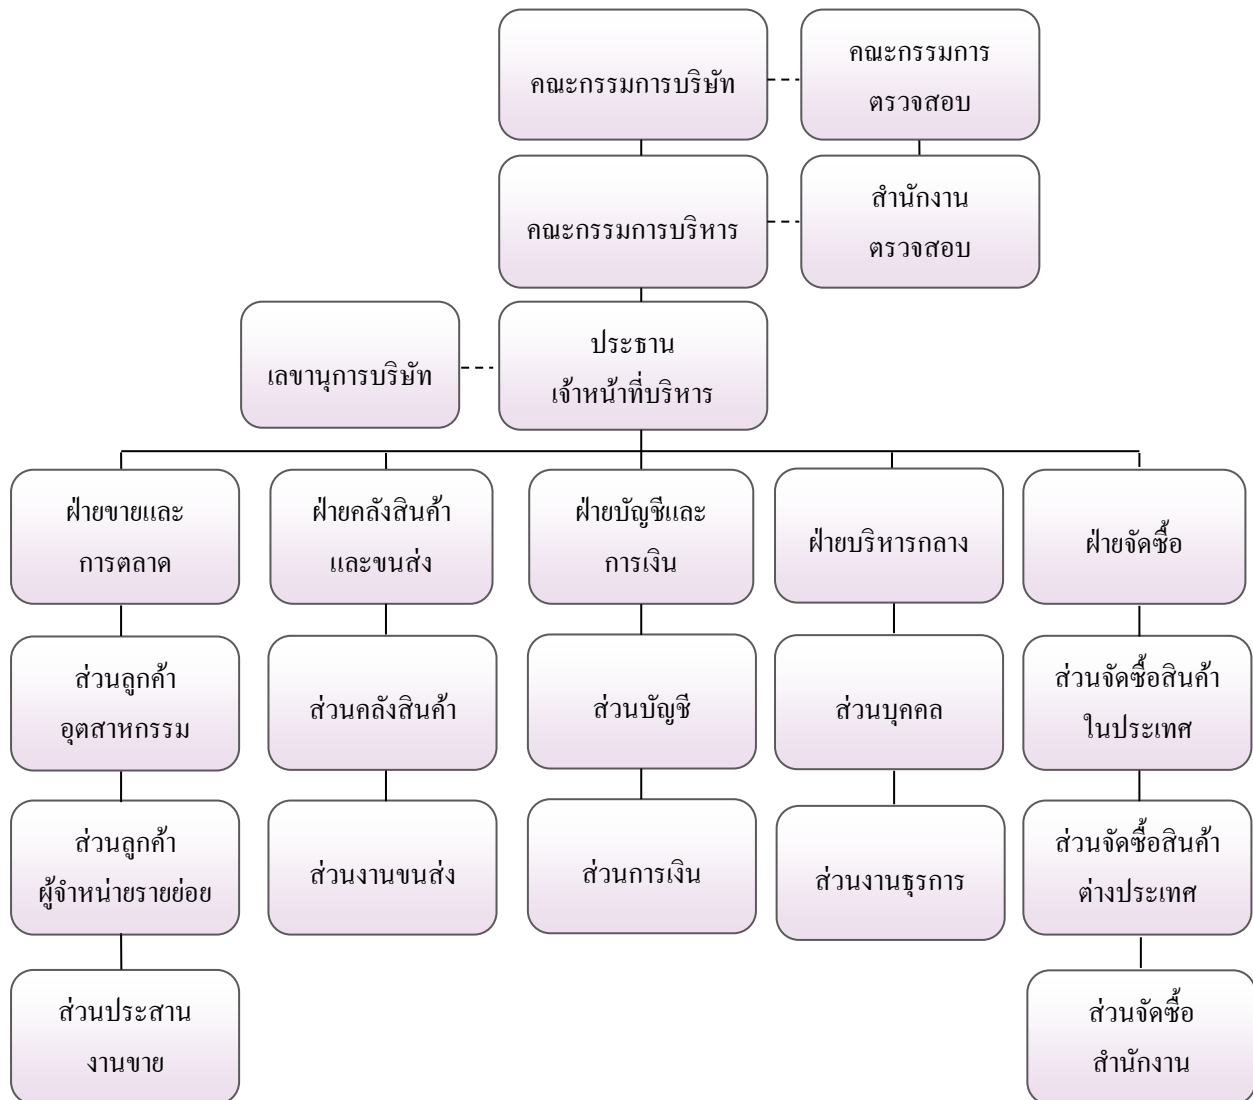 คณะกรรมการบริษัท
คณะกรรมการ
ตรวจสอบ
คณะกรรมการบริหาร
สำนักงาน
ตรวจสอบ
เลขานุการบริษัท
ประธาน
เจ้าหน้าที่บริหาร
ฝ่ายขายและ
การตลาด
ฝ่ายคลังสินค้า
และขนส่ง
ฝ่ายบัญชีและ
การเงิน
ฝ่ายบริหารกลาง
ฝ่ายจัดซื้อ
ส่วนลูกค้า
อุตสาหกรรม
ส่วนคลังสินค้า
ส่วนบัญชี
ส่วนบุคคล
ส่วนจัดซื้อสินค้า
ในประเทศ
ส่วนลูกค้า
ผู้จำหน่ายรายย่อย
ส่วนงานขนส่ง
ส่วนการเงิน
ส่วนงานธุรการ
ส่วนจัดซื้อสินค้า
ต่างประเทศ
ส่วนประสาน
งานขาย
ส่วนจัดซื้อ
สำนักงาน